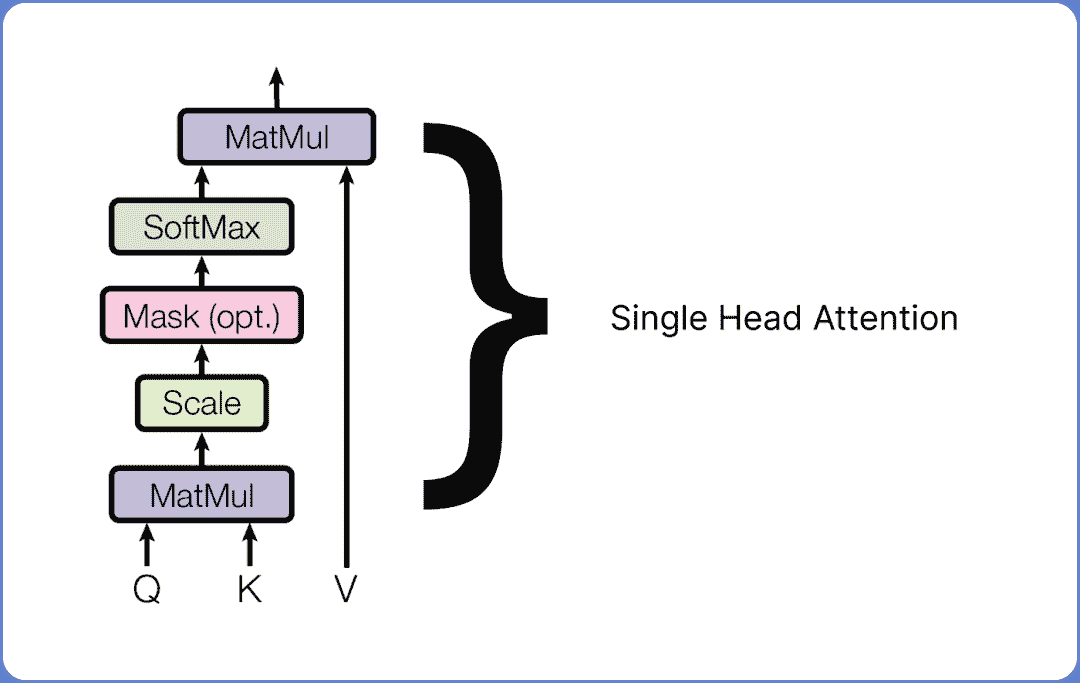 MatMul
SoftMax
Mask (opt.)
Scale
MatMul
Q K V
Single Head Attention